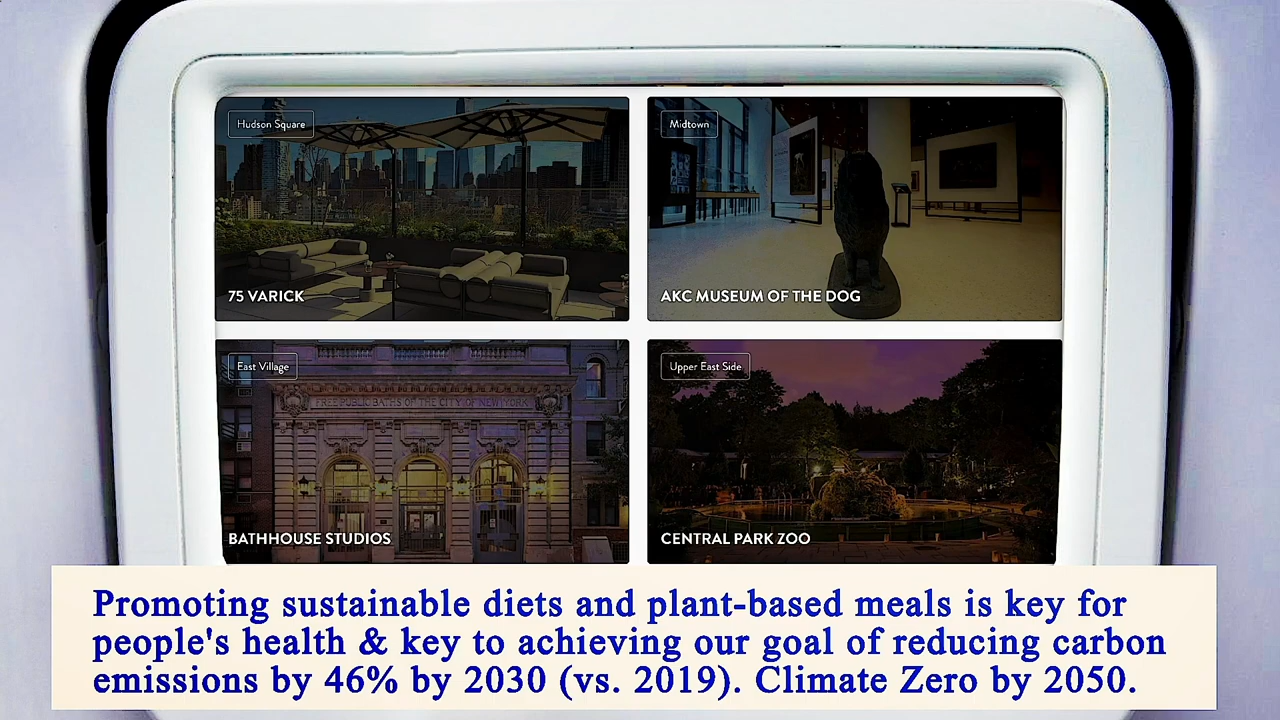 Hudson Square
Midtown
75 VARICK
AKC MUSEUM OF THE DOG
East Village
Upper East Side
FREE PUBLIC BATHS OF THE CITY OF NEW YORK
BATHHOUSE STUDIOS
CENTRAL PARK ZOO
Promoting sustainable diets and plant-based meals is key for
people's health & key to achieving our goal of reducing carbon
emissions by 46% by 2030 (vs. 2019). Climate Zero by 2050.